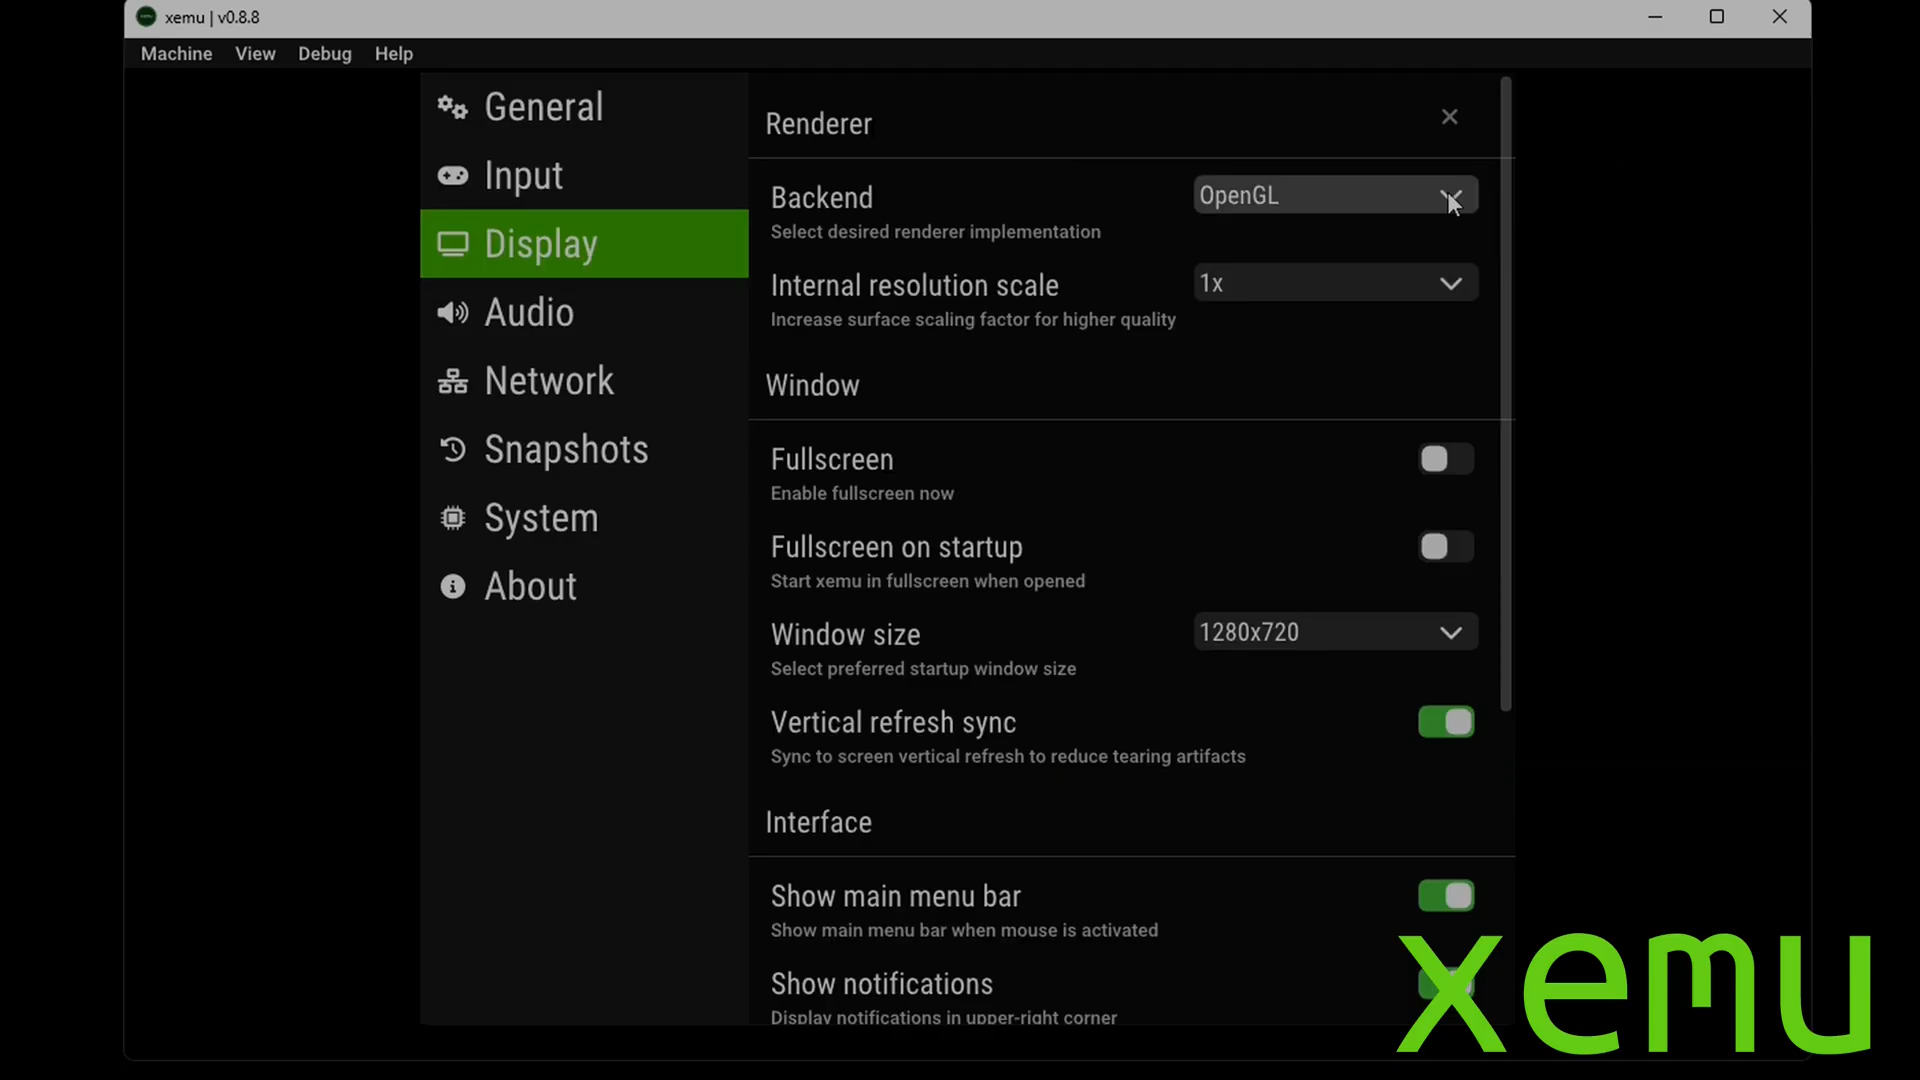 xemu | v0.8.8
Machine View Debug Help
General
Input
Display
Audio
Network
Snapshots
System
About
Renderer
Backend
OpenGL
Select desired renderer implementation
Internal resolution scale
1x
Increase surface scaling factor for higher quality
Window
Fullscreen
Enable fullscreen now
Fullscreen on startup
Start xemu in fullscreen when opened
Window size
1280x720
Select preferred startup window size
Vertical refresh sync
Sync to screen vertical refresh to reduce tearing artifacts
Interface
Show main menu bar
Show main menu bar when mouse is activated
Show notifications
Display notifications in upper-right corner
xemu